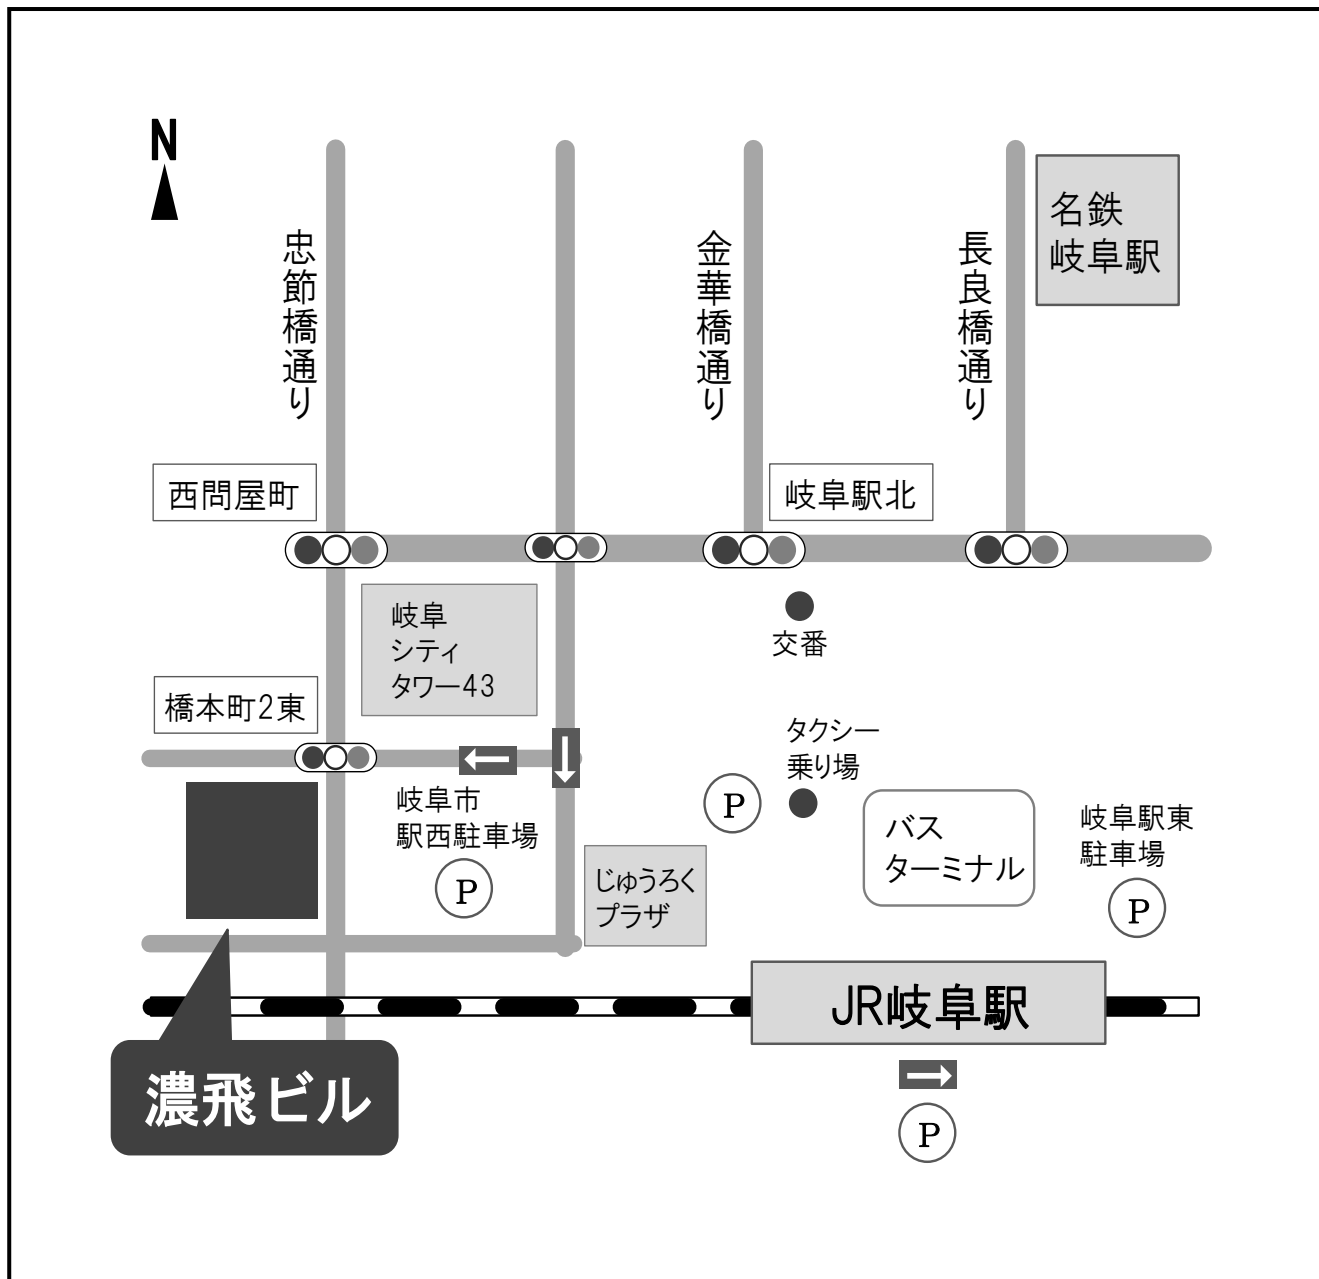 N
名鉄
岐阜駅
忠節橋通り
金華橋通り
長良橋通り
西問屋町
岐阜駅北
岐阜
シティ
タワー43
交番
橋本町2東
タクシー
乗り場
岐阜市
駅西駐車場
P
P
バス
ターミナル
岐阜駅東
駐車場
P
じゅうろく
プラザ
JR岐阜駅
濃飛ビル
P